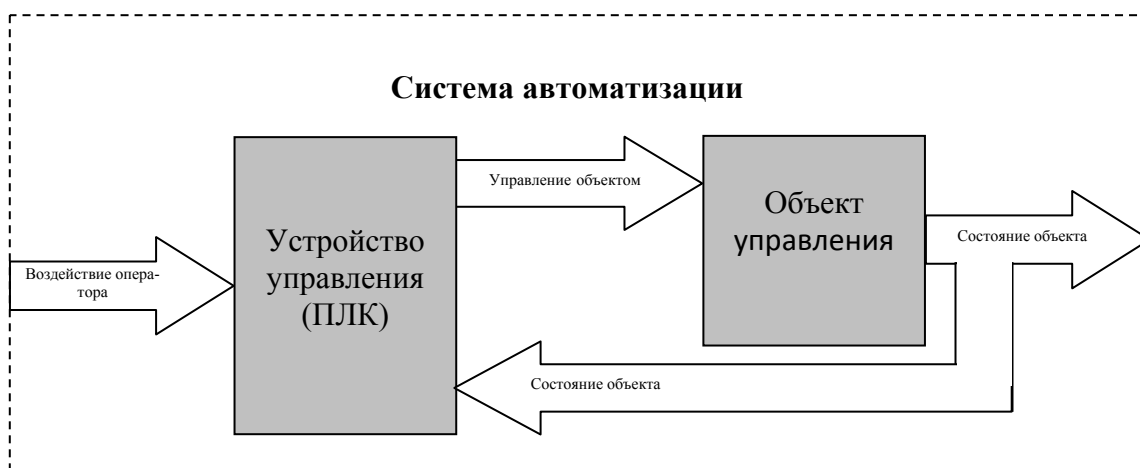 Система автоматизации
Управление объектом
Объект
управления
Устройство
управления
(ПЛК)
Состояние объекта
Воздействие опера-
тора
Состояние объекта